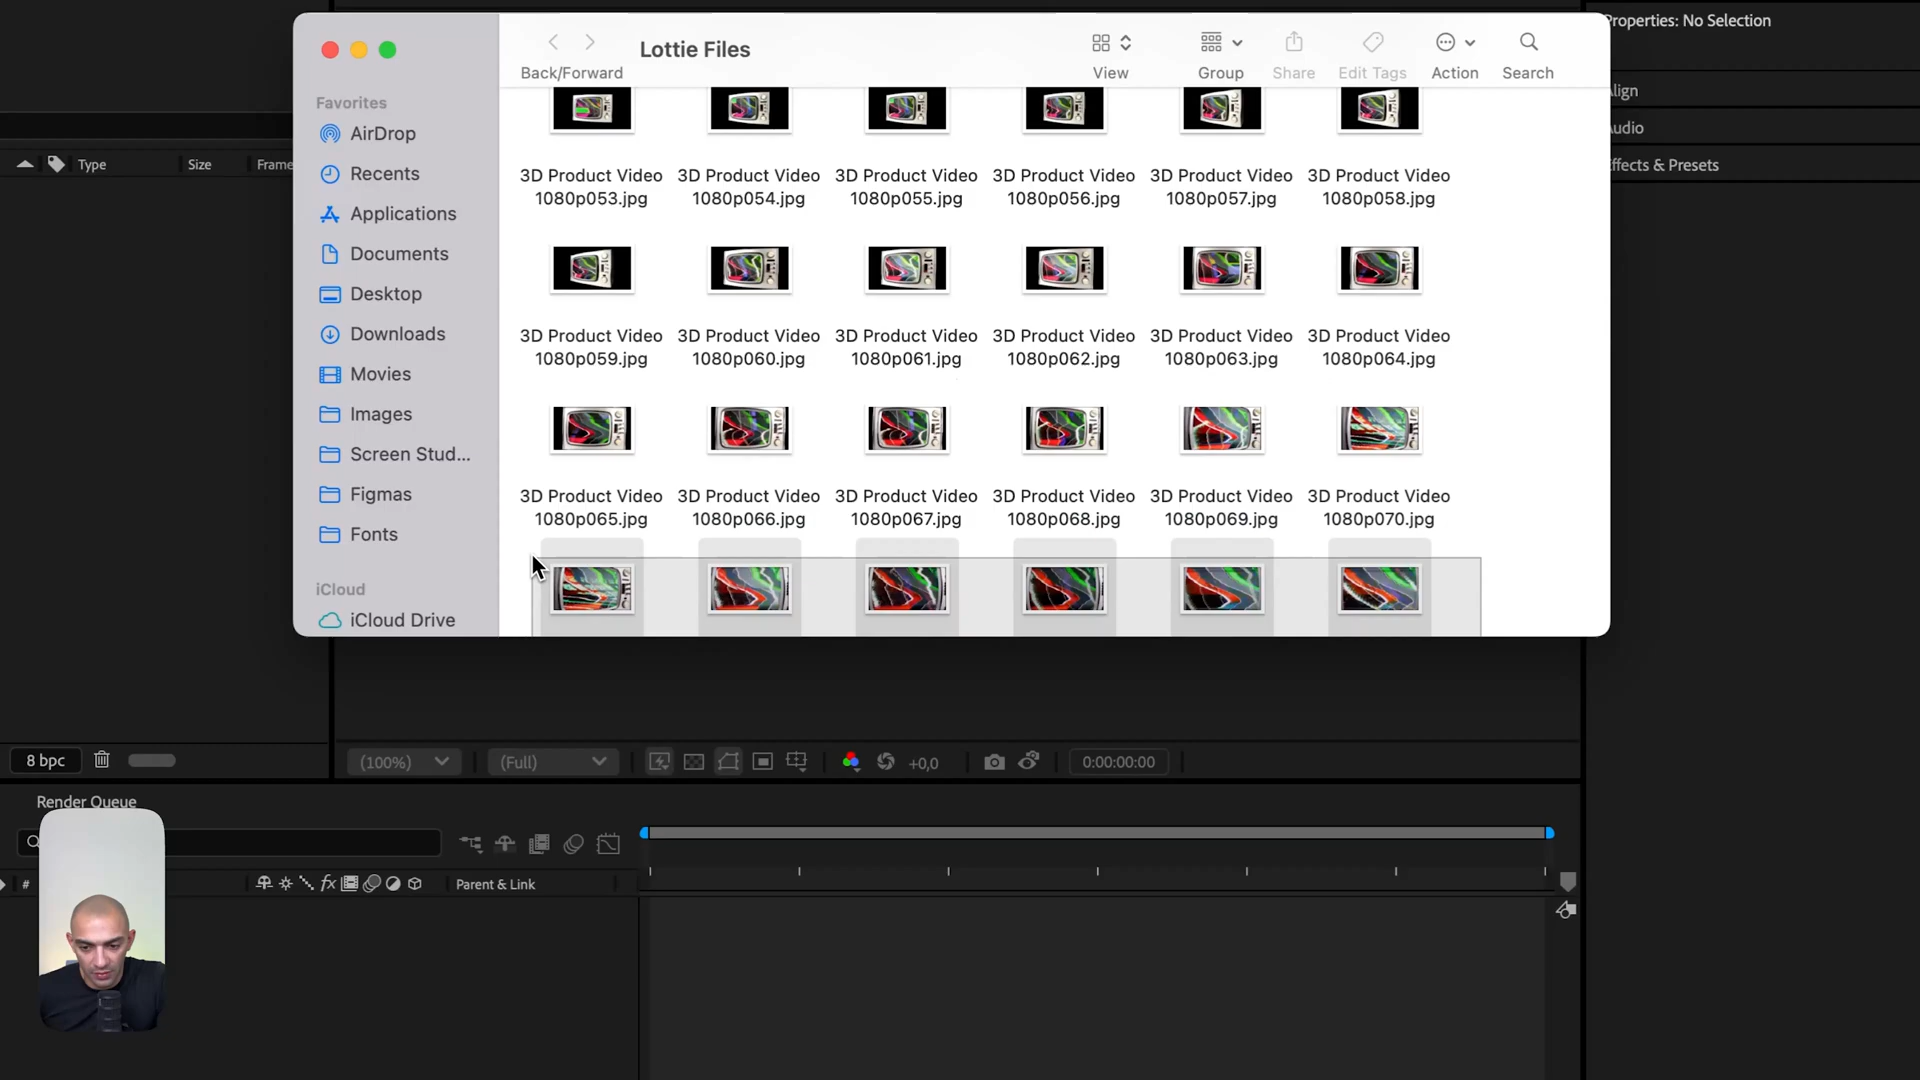 Properties: No Selection
Align
Audio
Effects & Presets
Lottie Files
Back/Forward
View
Group
Share
Edit Tags
Action
Search
Favorites
AirDrop
Recents
Applications
Documents
Desktop
Downloads
Movies
Images
Screen Stud...
Figmas
Fonts
iCloud
iCloud Drive
Type
Size
Frame
3D Product Video
1080p053.jpg
3D Product Video
1080p054.jpg
3D Product Video
1080p055.jpg
3D Product Video
1080p056.jpg
3D Product Video
1080p057.jpg
3D Product Video
1080p058.jpg
3D Product Video
1080p059.jpg
3D Product Video
1080p060.jpg
3D Product Video
1080p061.jpg
3D Product Video
1080p062.jpg
3D Product Video
1080p063.jpg
3D Product Video
1080p064.jpg
3D Product Video
1080p065.jpg
3D Product Video
1080p066.jpg
3D Product Video
1080p067.jpg
3D Product Video
1080p068.jpg
3D Product Video
1080p069.jpg
3D Product Video
1080p070.jpg
8 bpc
(100%)
(Full)
+0,0
0:00:00:00
Render Queue
#
fx
Parent & Link